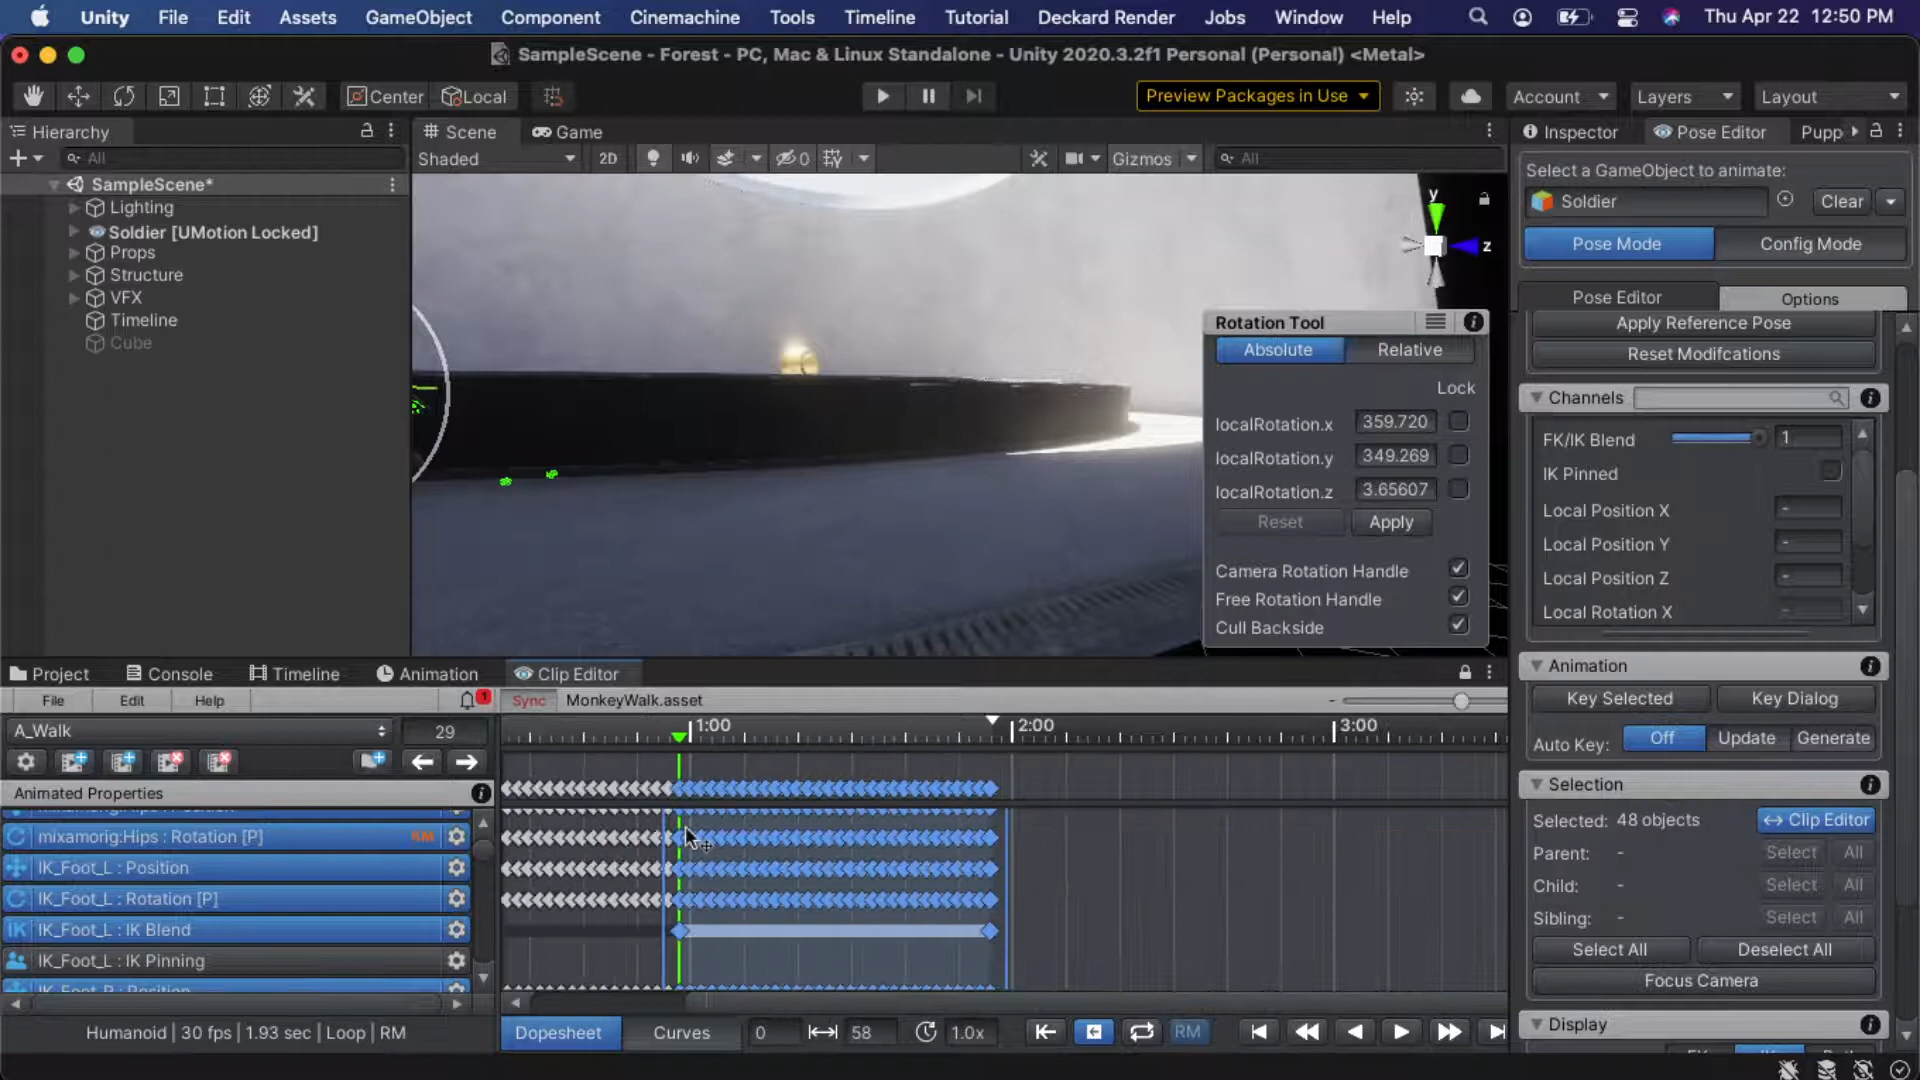 Unity File Edit Assets GameObject Component Cinemachine Tools Timeline Tutorial Deckard Render Jobs Window Help Thu Apr 22 12:50 PM
SampleScene - Forest - PC, Mac & Linux Standalone - Unity 2020.3.2f1 Personal (Personal) <Metal>
Center Local Preview Packages in Use Account Layers Layout
Hierarchy
All
SampleScene*
Lighting
Soldier [UMotion Locked]
Props
Structure
VFX
Timeline
Cube
Scene Game
Shaded 2D 0 Gizmos All
y
z
Rotation Tool
Absolute Relative
Lock
localRotation.x 359.720
localRotation.y 349.269
localRotation.z 3.65607
Reset Apply
Camera Rotation Handle
Free Rotation Handle
Cull Backside
Inspector Pose Editor Pupp
Select a GameObject to animate:
Soldier Clear
Pose Mode Config Mode
Pose Editor Options
Apply Reference Pose
Reset Modifcations
Channels
FK/IK Blend 1
IK Pinned
Local Position X -
Local Position Y -
Local Position Z -
Local Rotation X -
Animation
Key Selected Key Dialog
Auto Key: Off Update Generate
Selection
Selected: 48 objects Clip Editor
Parent: - Select All
Child: - Select All
Sibling: - Select All
Select All Deselect All
Focus Camera
Display
Project Console Timeline Animation Clip Editor
File Edit Help 1 Sync MonkeyWalk.asset
A_Walk 29 1:00 2:00 3:00
Animated Properties
mixamorig:Hips : Rotation [P] RM
IK_Foot_L : Position
IK_Foot_L : Rotation [P]
IK_Foot_L : IK Blend
IK_Foot_L : IK Pinning
IK_Foot_R : Position
Humanoid | 30 fps | 1.93 sec | Loop | RM Dopesheet Curves 0 58 1.0x RM